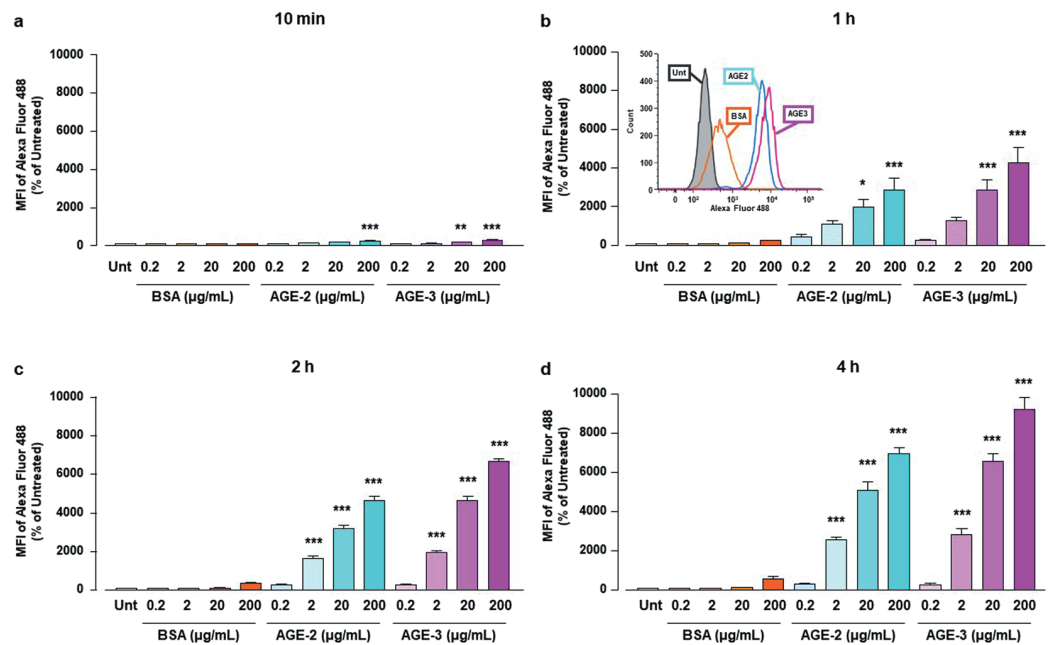 a
10 min
MFI of Alexa Fluor 488
(% of Untreated)
10000
8000
6000
4000
2000
0
***
**
***
Unt 0.2 2 20 200 0.2 2 20 200 0.2 2 20 200
BSA (µg/mL) AGE-2 (µg/mL) AGE-3 (µg/mL)
b
1 h
MFI of Alexa Fluor 488
(% of Untreated)
10000
8000
6000
4000
2000
0
500
400
300
200
100
0
Count
Unt
AGE2
BSA
AGE3
0 10² 10³ 10⁴ 10⁵
Alexa Fluor 488
*
***
***
***
Unt 0.2 2 20 200 0.2 2 20 200 0.2 2 20 200
BSA (µg/mL) AGE-2 (µg/mL) AGE-3 (µg/mL)
c
2 h
MFI of Alexa Fluor 488
(% of Untreated)
10000
8000
6000
4000
2000
0
***
***
***
***
***
***
Unt 0.2 2 20 200 0.2 2 20 200 0.2 2 20 200
BSA (µg/mL) AGE-2 (µg/mL) AGE-3 (µg/mL)
d
4 h
MFI of Alexa Fluor 488
(% of Untreated)
10000
8000
6000
4000
2000
0
***
***
***
***
***
***
Unt 0.2 2 20 200 0.2 2 20 200 0.2 2 20 200
BSA (µg/mL) AGE-2 (µg/mL) AGE-3 (µg/mL)